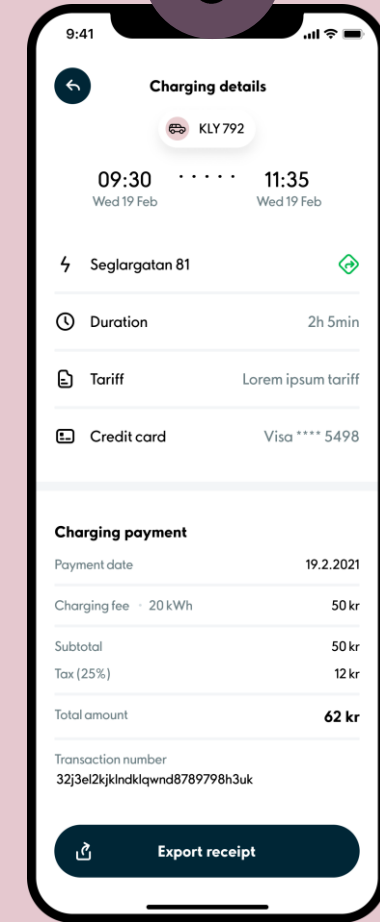 9:41
Charging details
KLY 792
09:30 ····· 11:35
Wed 19 Feb Wed 19 Feb
Seglargatan 81
Duration 2h 5min
Tariff Lorem ipsum tariff
Credit card Visa **** 5498
Charging payment
Payment date 19.2.2021
Charging fee · 20 kWh 50 kr
Subtotal 50 kr
Tax (25%) 12 kr
Total amount 62 kr
Transaction number
32j3el2kjklndklqwnd8789798h3uk
Export receipt